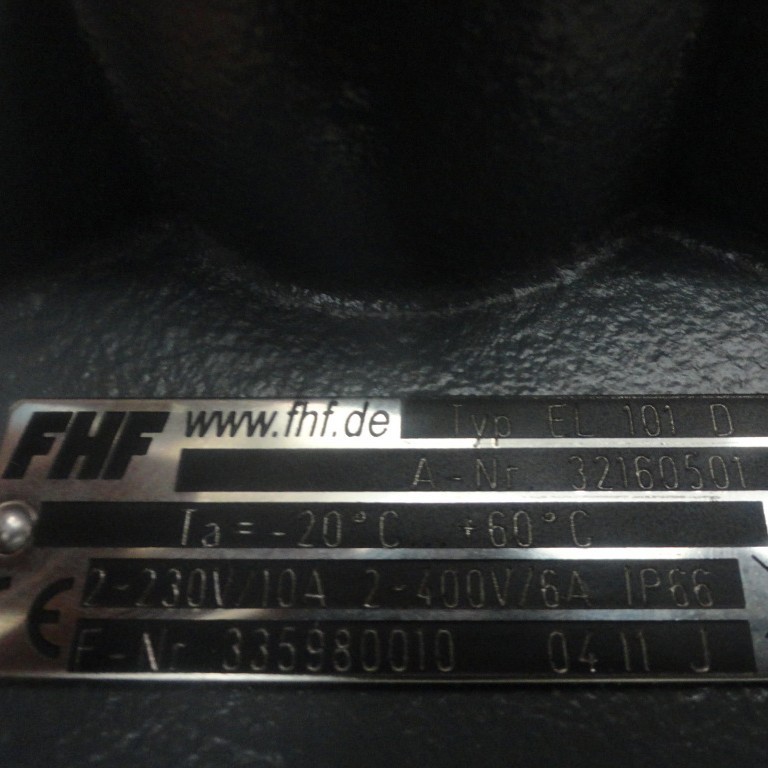 FHF www.fhf.de Typ EL 101 D
A-Nr 32160501
Ta = -20°C +60°C
CE 2-230V/10A 2-400V/6A IP66
F-Nr 335980010 04 11 J